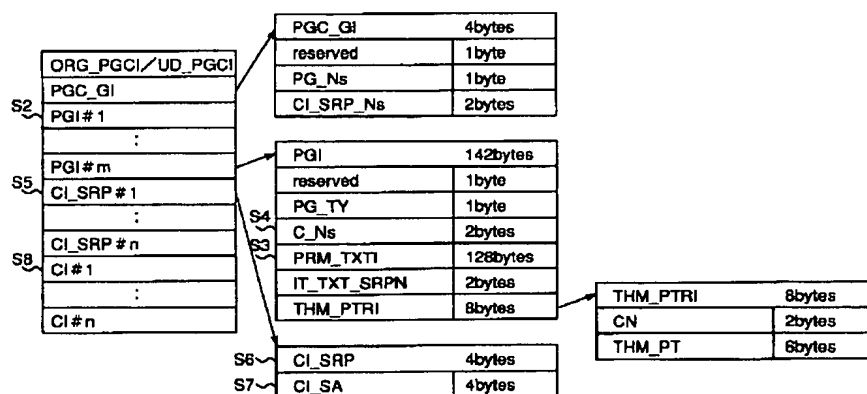 ORG_PGCI/UD_PGCI
PGC_GI
S2
PGI#1
:
PGI#m
S5
CI_SRP#1
:
CI_SRP#n
S8
CI#1
:
CI#n
PGC_GI 4bytes
reserved 1byte
PG_Ns 1byte
CI_SRP_Ns 2bytes
PGI 142bytes
reserved 1byte
PG_TY 1byte
S4 C_Ns 2bytes
S3 PRM_TXTI 128bytes
IT_TXT_SRPN 2bytes
THM_PTRI 8bytes
THM_PTRI 8bytes
CN 2bytes
THM_PT 6bytes
S6 CI_SRP 4bytes
S7 CI_SA 4bytes